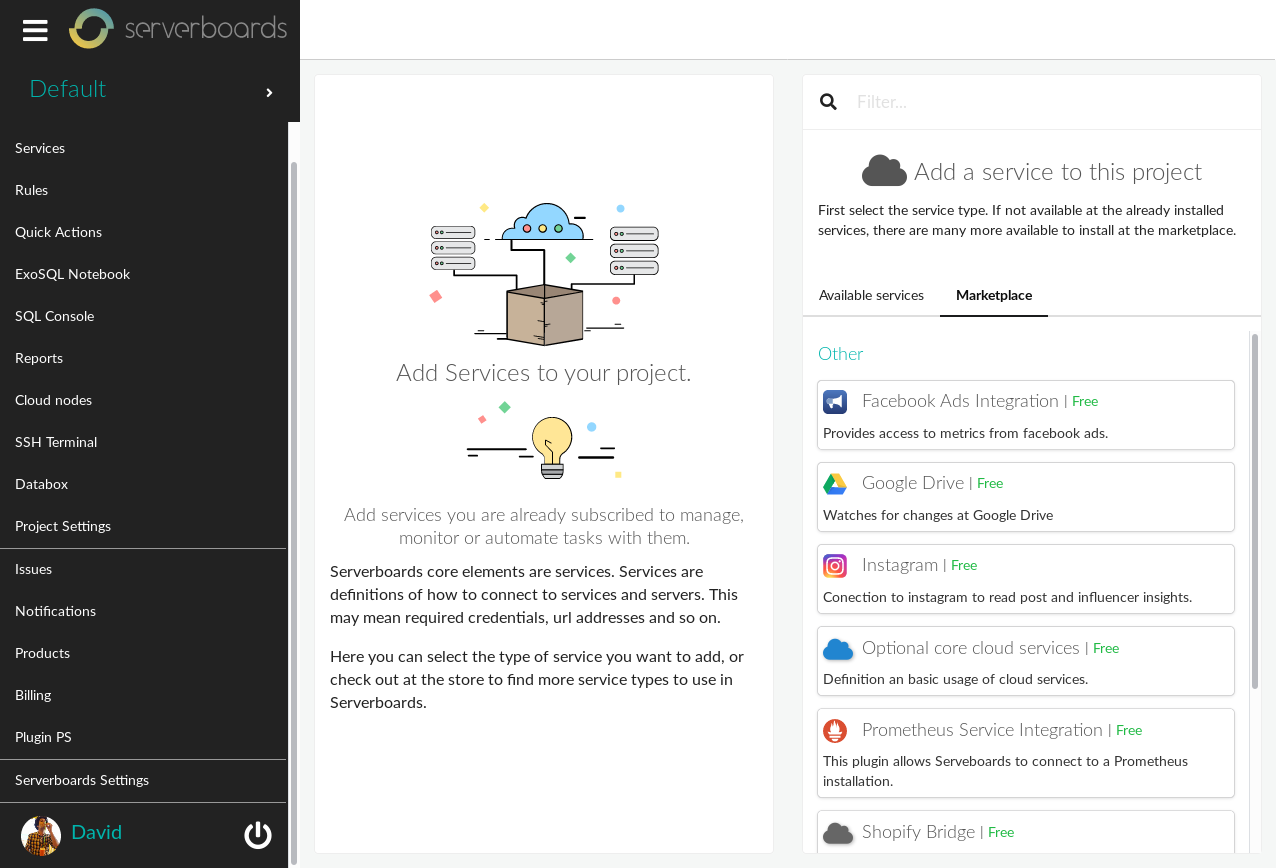 serverboards
Default
Services
Rules
Quick Actions
ExoSQL Notebook
SQL Console
Reports
Cloud nodes
SSH Terminal
Databox
Project Settings
Issues
Notifications
Products
Billing
Plugin PS
Serverboards Settings
David
Add Services to your project.
Add services you are already subscribed to manage,
monitor or automate tasks with them.
Serverboards core elements are services. Services are
definitions of how to connect to services and servers. This
may mean required credentials, url addresses and so on.
Here you can select the type of service you want to add, or
check out at the store to find more service types to use in
Serverboards.
Filter...
Add a service to this project
First select the service type. If not available at the already installed
services, there are many more available to install at the marketplace.
Available services Marketplace
Other
Facebook Ads Integration | Free
Provides access to metrics from facebook ads.
Google Drive | Free
Watches for changes at Google Drive
Instagram | Free
Conection to instagram to read post and influencer insights.
Optional core cloud services | Free
Definition an basic usage of cloud services.
Prometheus Service Integration | Free
This plugin allows Serveboards to connect to a Prometheus
installation.
Shopify Bridge | Free